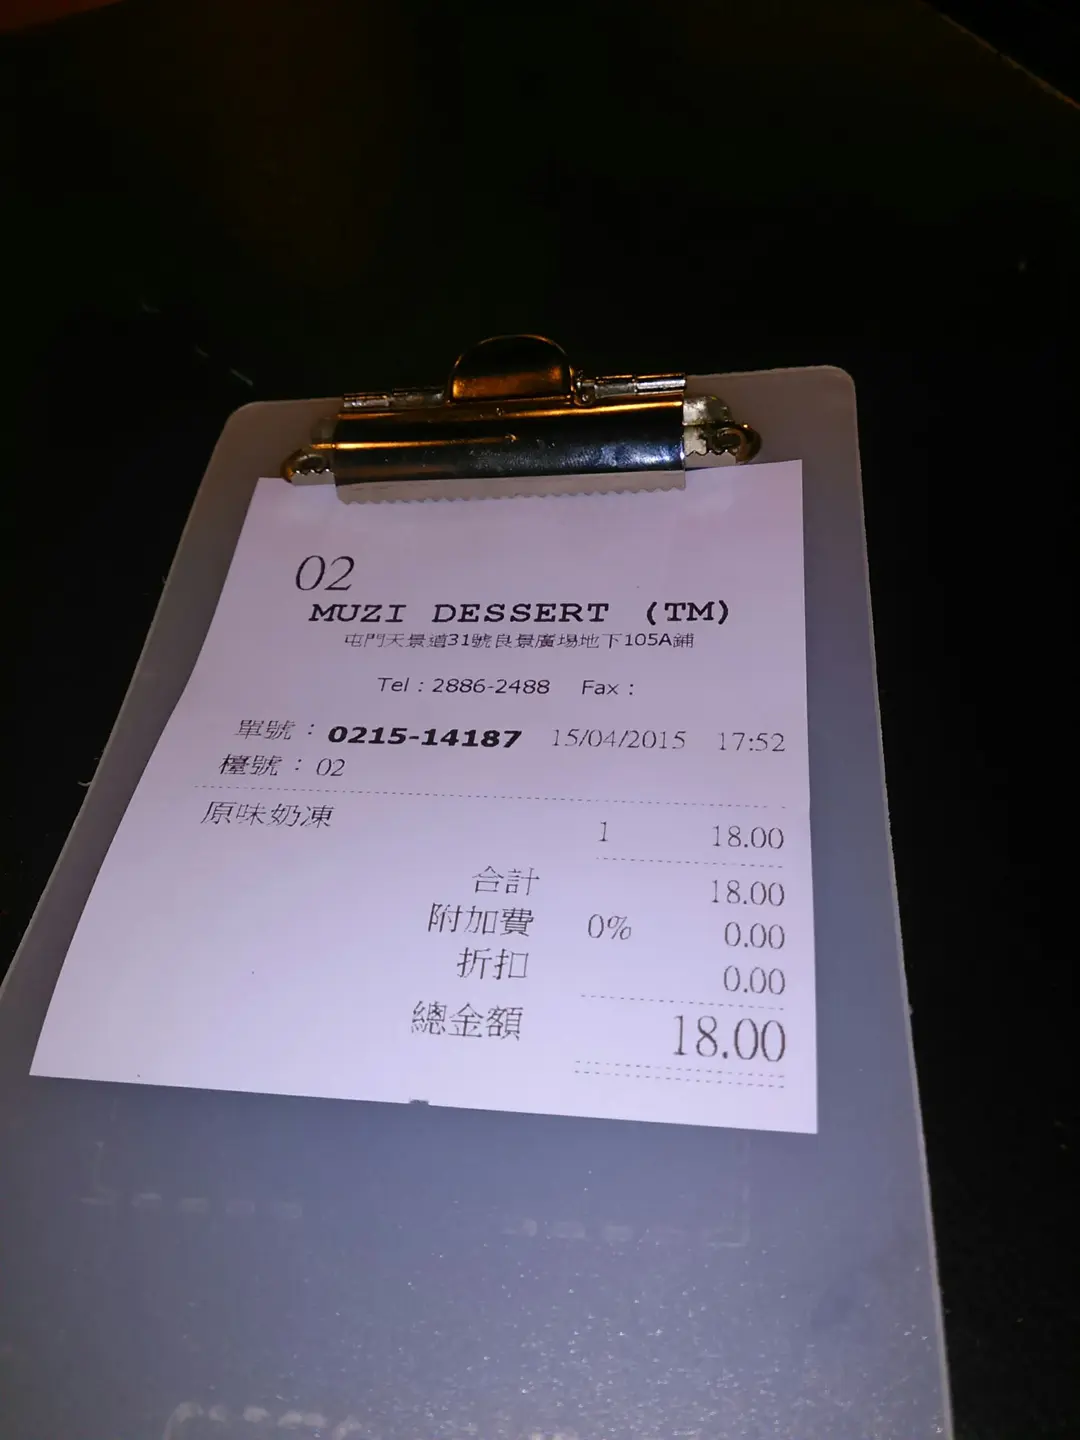 02
MUZI DESSERT (TM)
屯門天景道31號良景廣場地下105A鋪
Tel : 2886-2488 Fax :
單號 : 0215-14187 15/04/2015 17:52
檯號 : 02
原味奶凍 1 18.00
合計 18.00
附加費 0% 0.00
折扣 0.00
總金額 18.00